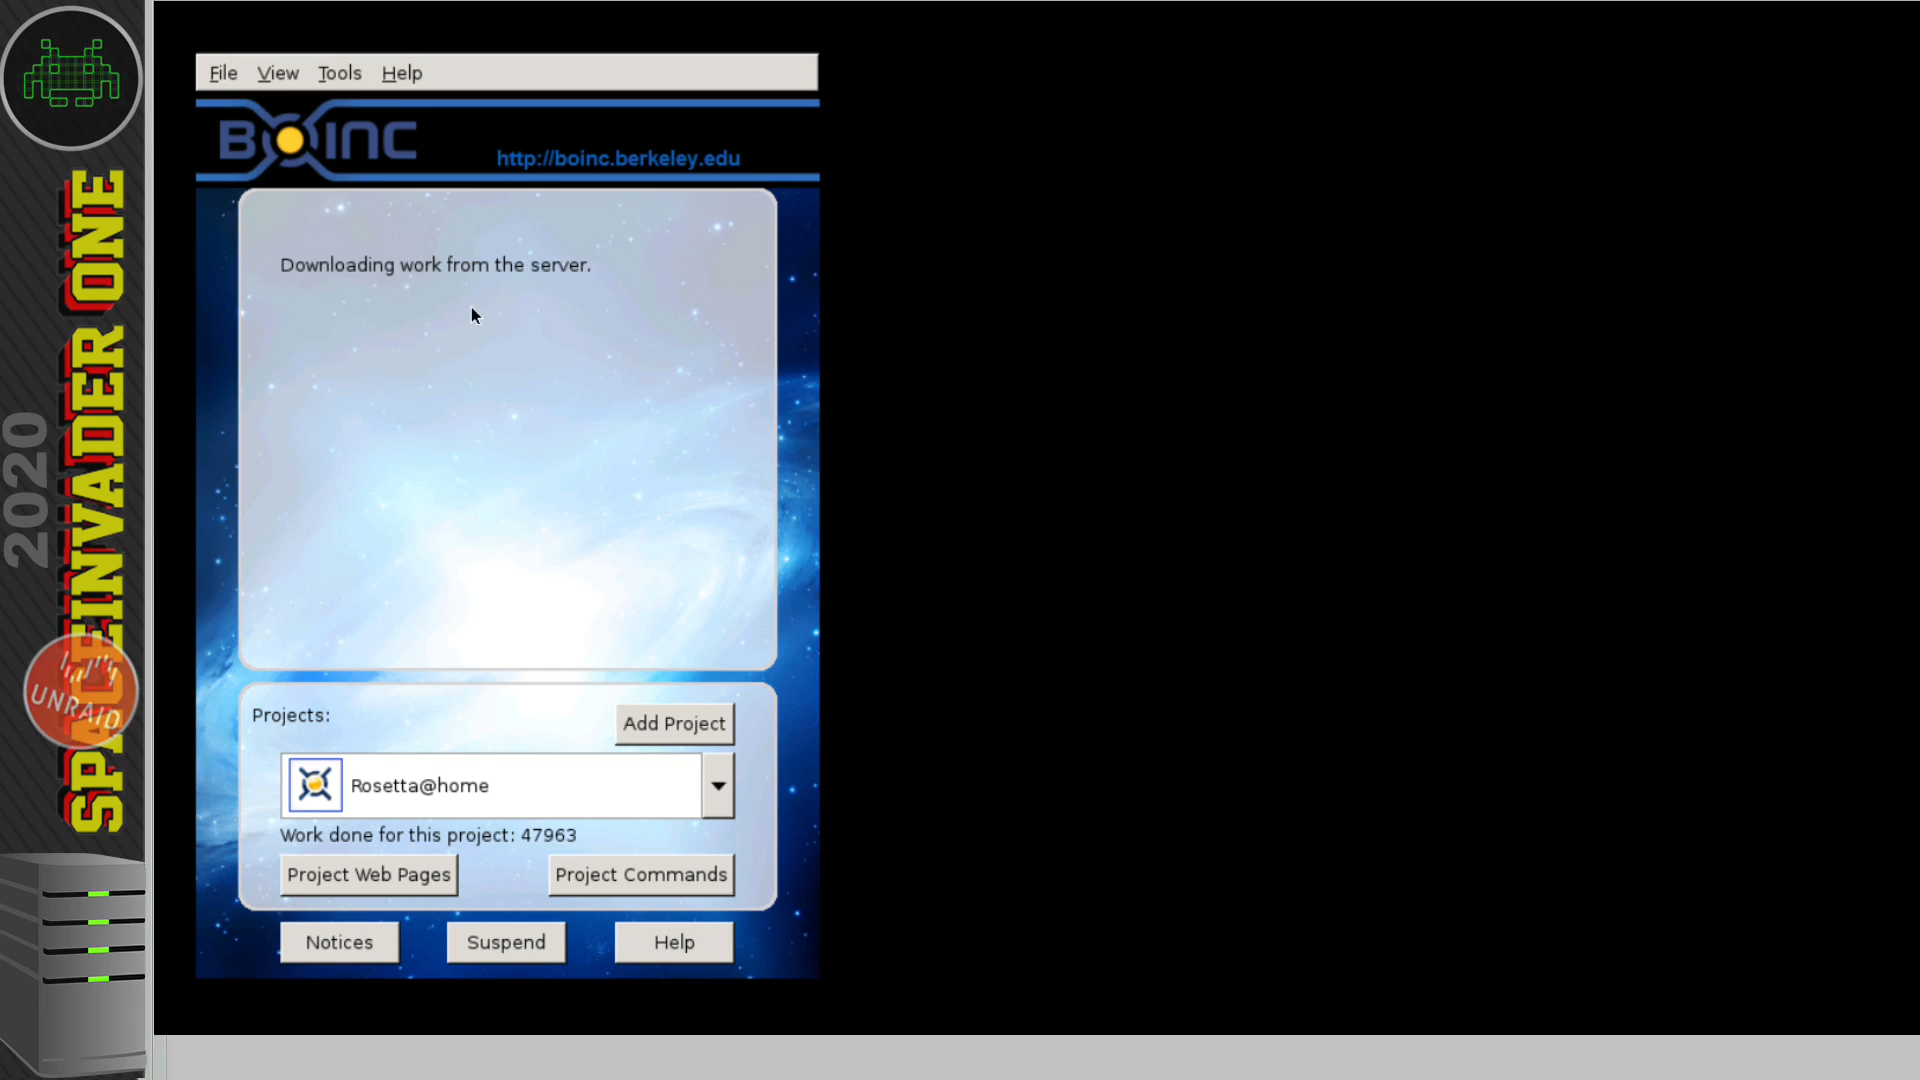 File View Tools Help
BOINC
http://boinc.berkeley.edu
Downloading work from the server.
Projects:
Add Project
Rosetta@home
Work done for this project: 47963
Project Web Pages
Project Commands
Notices
Suspend
Help
2020
SPACEINVADER ONE
UNRAID